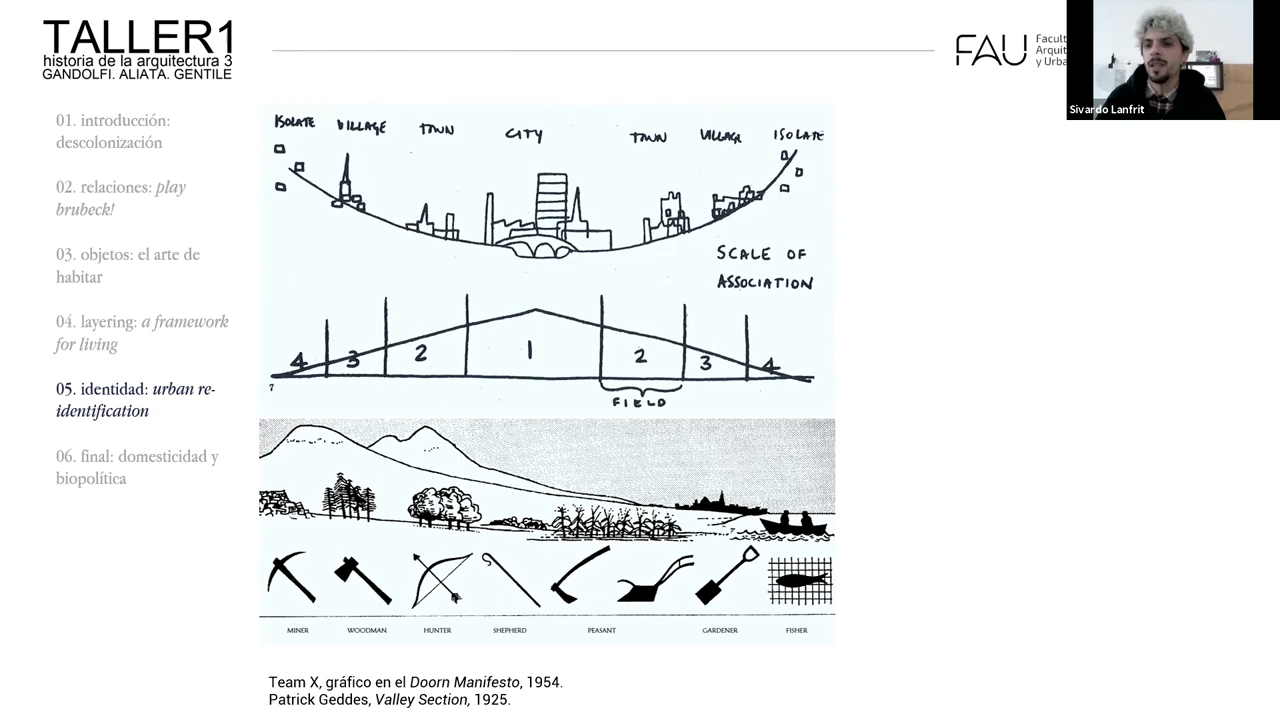 TALLER1
historia de la arquitectura 3
GANDOLFI. ALIATA. GENTILE
FAU
Facult
Arquit
y Urba
Sivardo Lanfrit
01. introducción:
descolonización
02. relaciones: play
brubeck!
03. objetos: el arte de
habitar
04. layering: a framework
for living
05. identidad: urban re-
identification
06. final: domesticidad y
biopolítica
ISOLATE VILLAGE TOWN CITY TOWN VILLAGE ISOLATE
SCALE OF
ASSOCIATION
4 3 2 1 2 3 4
7
FIELD
MINER WOODMAN HUNTER SHEPHERD PEASANT GARDENER FISHER
Team X, gráfico en el Doorn Manifesto, 1954.
Patrick Geddes, Valley Section, 1925.